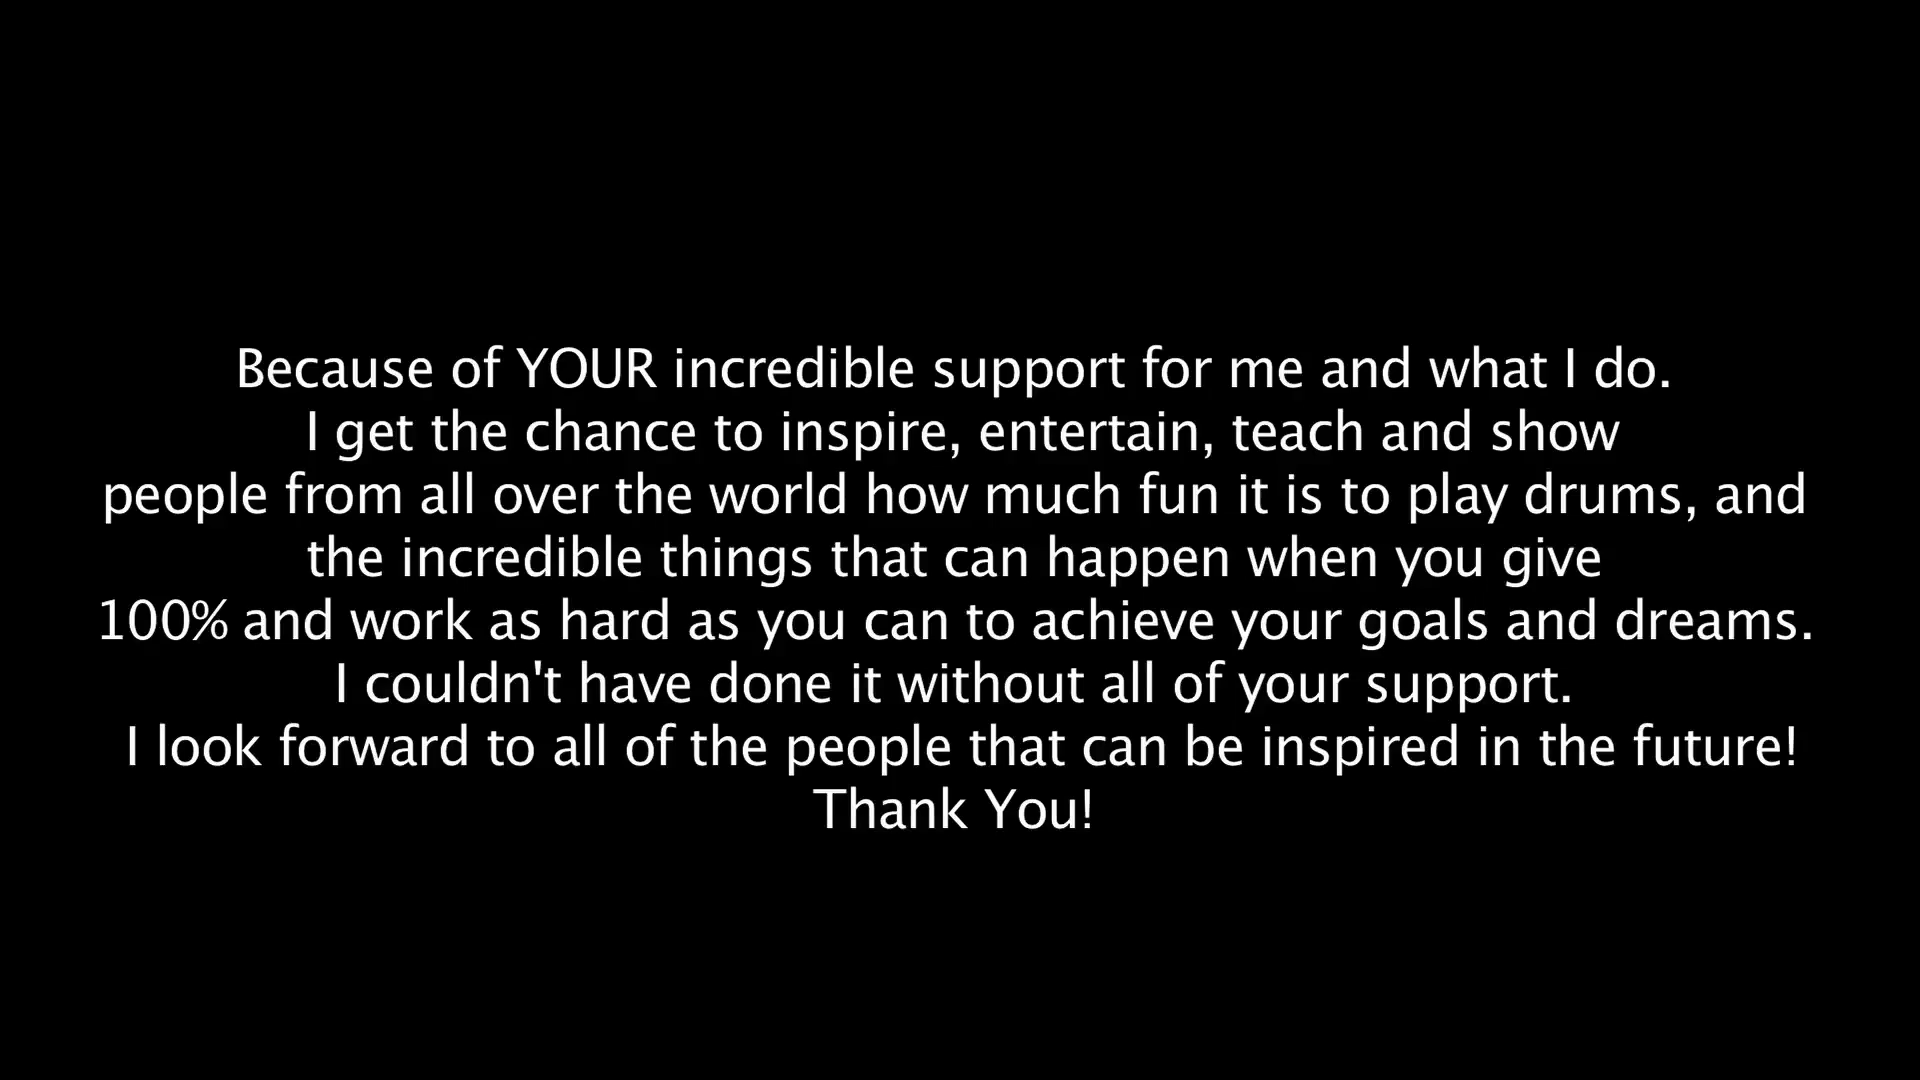 Because of YOUR incredible support for me and what I do.
I get the chance to inspire, entertain, teach and show
people from all over the world how much fun it is to play drums, and
the incredible things that can happen when you give
100% and work as hard as you can to achieve your goals and dreams.
I couldn't have done it without all of your support.
I look forward to all of the people that can be inspired in the future!
Thank You!